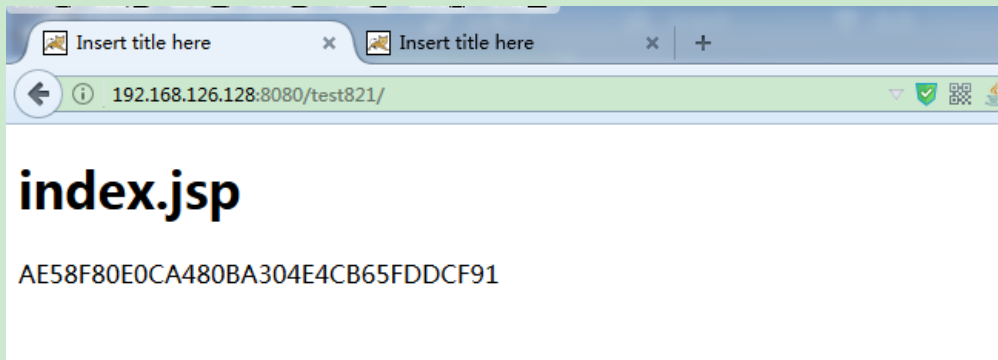 Insert title here
Insert title here
192.168.126.128:8080/test821/
index.jsp
AE58F80E0CA480BA304E4CB65FDDCF91